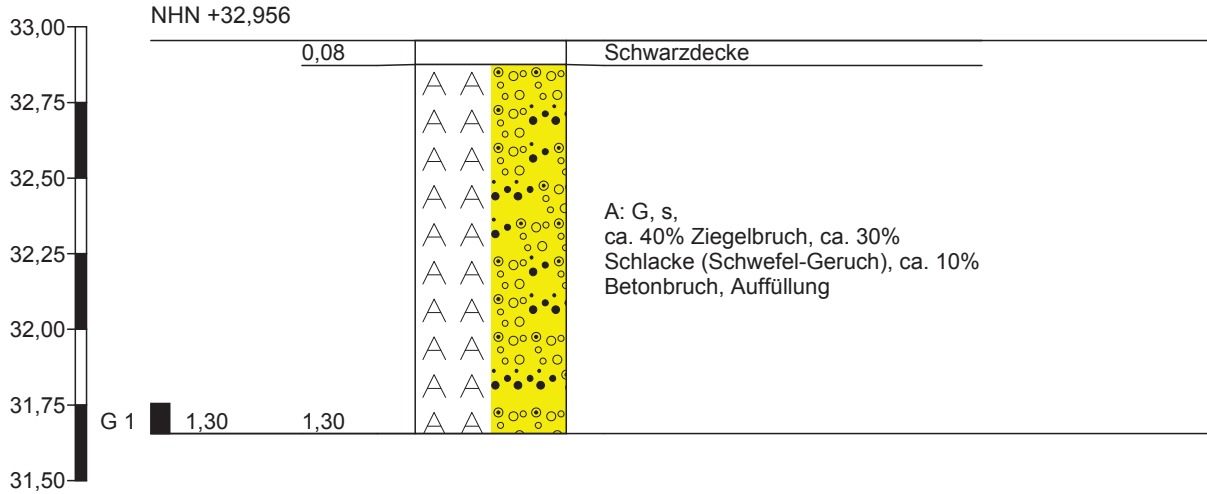 NHN +32,956
33,00
0,08 Schwarzdecke
32,75
32,50
A: G, s,
ca. 40% Ziegelbruch, ca. 30%
32,25
Schlacke (Schwefel-Geruch), ca. 10%
Betonbruch, Auffüllung
32,00
31,75
G 1 1,30 1,30
31,50